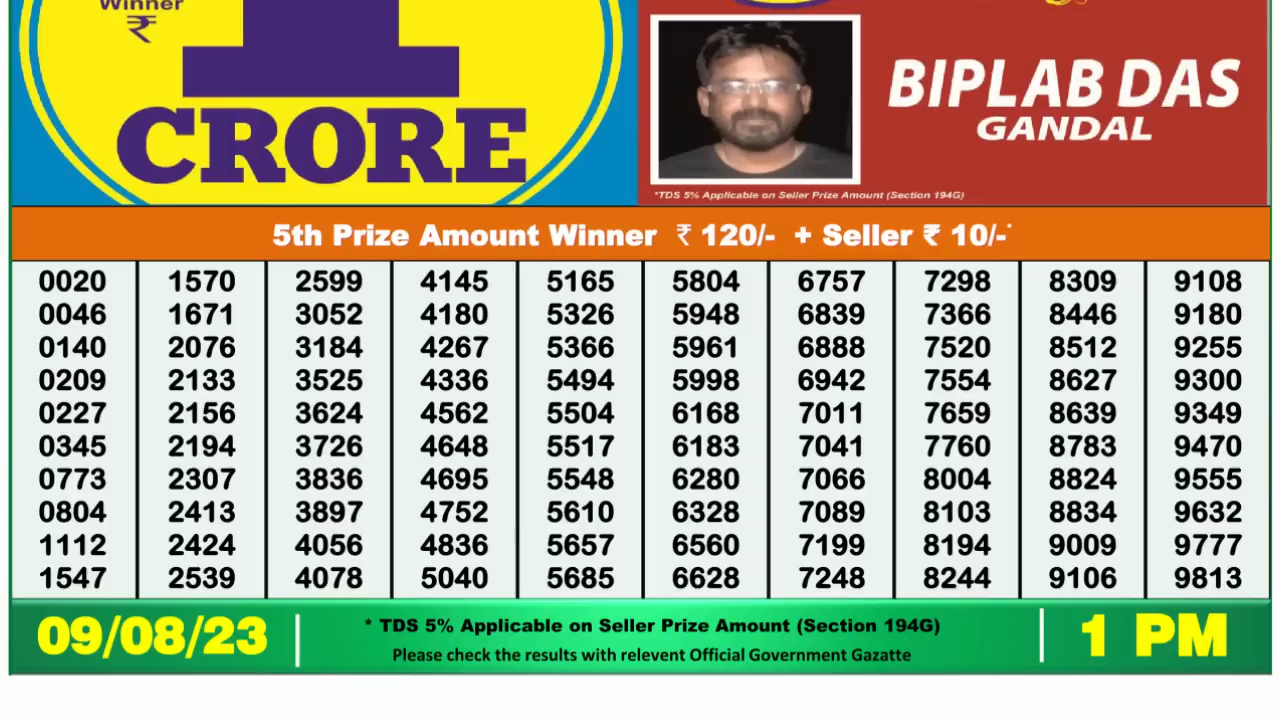 Winner
₹
1
CRORE
BIPLAB DAS
GANDAL
*TDS 5% Applicable on Seller Prize Amount (Section 194G)
5th Prize Amount Winner ₹ 120/- + Seller ₹ 10/-*
0020 1570 2599 4145 5165 5804 6757 7298 8309 9108
0046 1671 3052 4180 5326 5948 6839 7366 8446 9180
0140 2076 3184 4267 5366 5961 6888 7520 8512 9255
0209 2133 3525 4336 5494 5998 6942 7554 8627 9300
0227 2156 3624 4562 5504 6168 7011 7659 8639 9349
0345 2194 3726 4648 5517 6183 7041 7760 8783 9470
0773 2307 3836 4695 5548 6280 7066 8004 8824 9555
0804 2413 3897 4752 5610 6328 7089 8103 8834 9632
1112 2424 4056 4836 5657 6560 7199 8194 9009 9777
1547 2539 4078 5040 5685 6628 7248 8244 9106 9813
09/08/23
* TDS 5% Applicable on Seller Prize Amount (Section 194G)
Please check the results with relevent Official Government Gazatte
1 PM